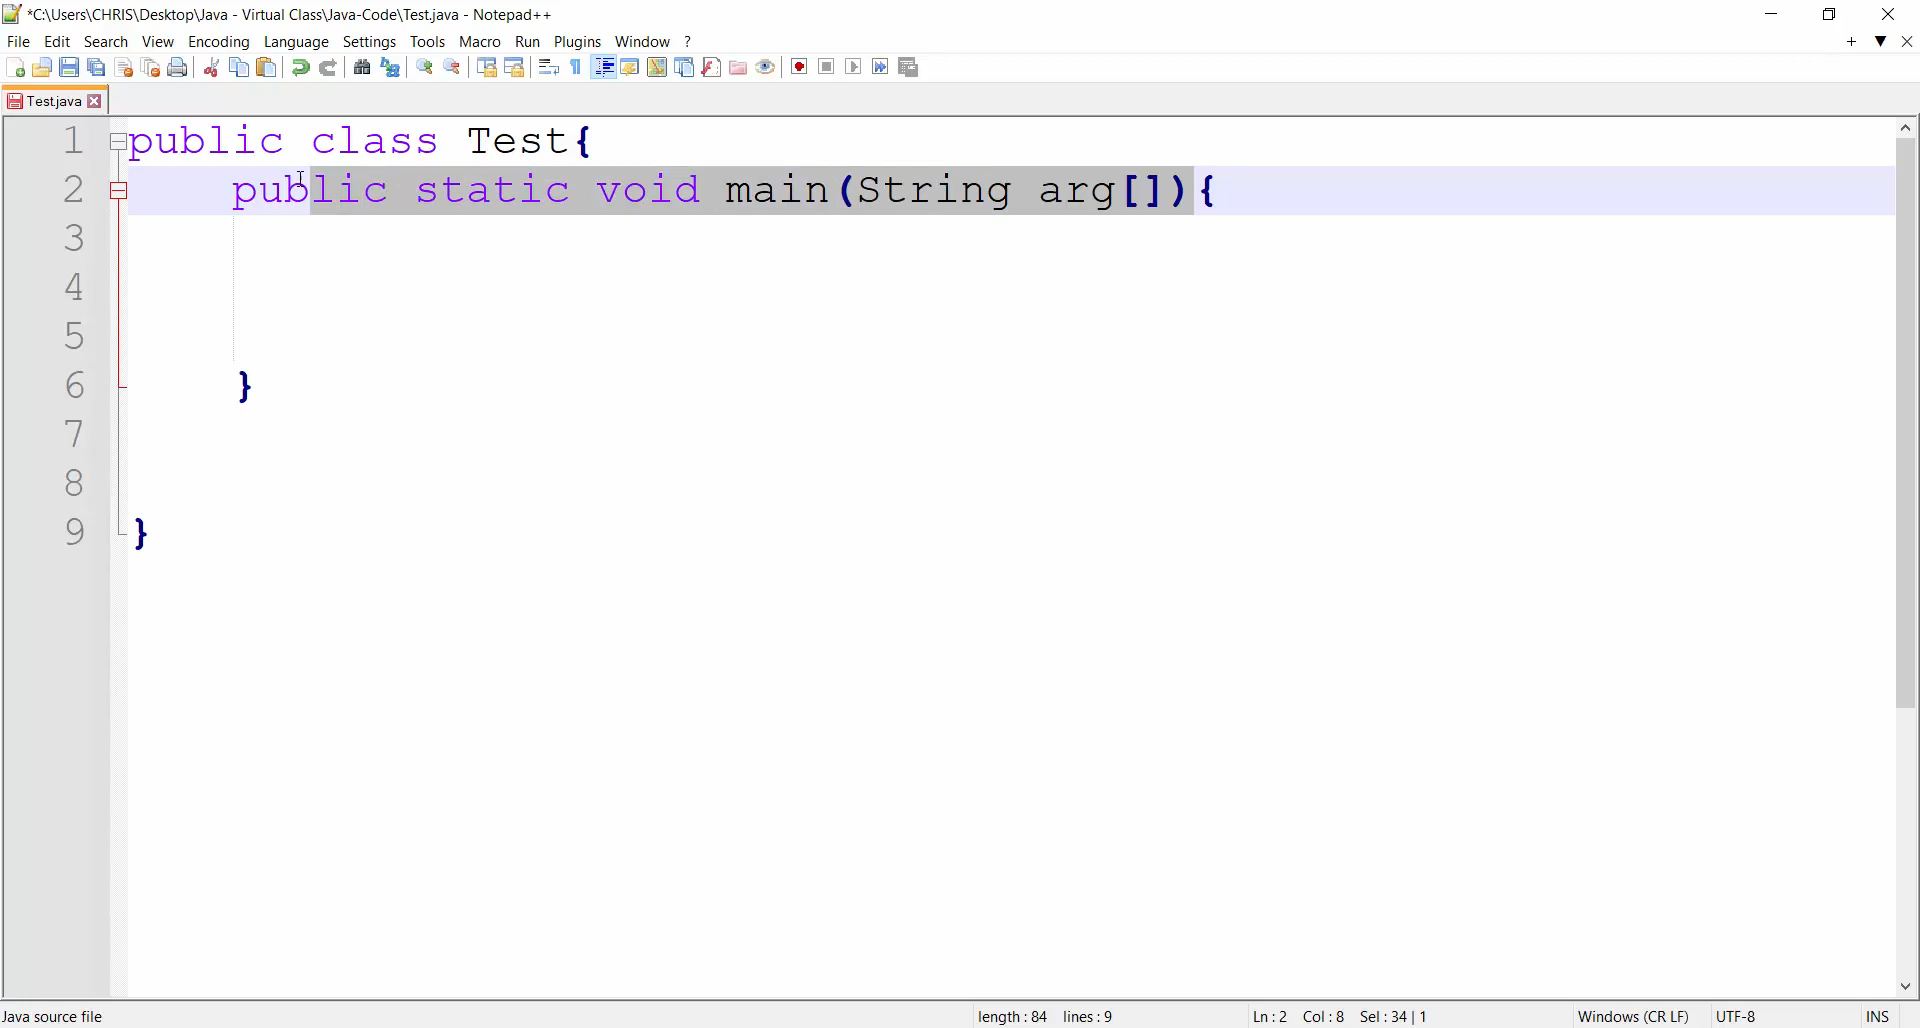 *C:\Users\CHRIS\Desktop\Java - Virtual Class\Java-Code\Test.java - Notepad++
File Edit Search View Encoding Language Settings Tools Macro Run Plugins Window ?
Test.java
1 public class Test{
2 public static void main(String arg[]){
3
4
5
6 }
7
8
9 }
Java source file length : 84 lines : 9 Ln : 2 Col : 8 Sel : 34 | 1 Windows (CR LF) UTF-8 INS